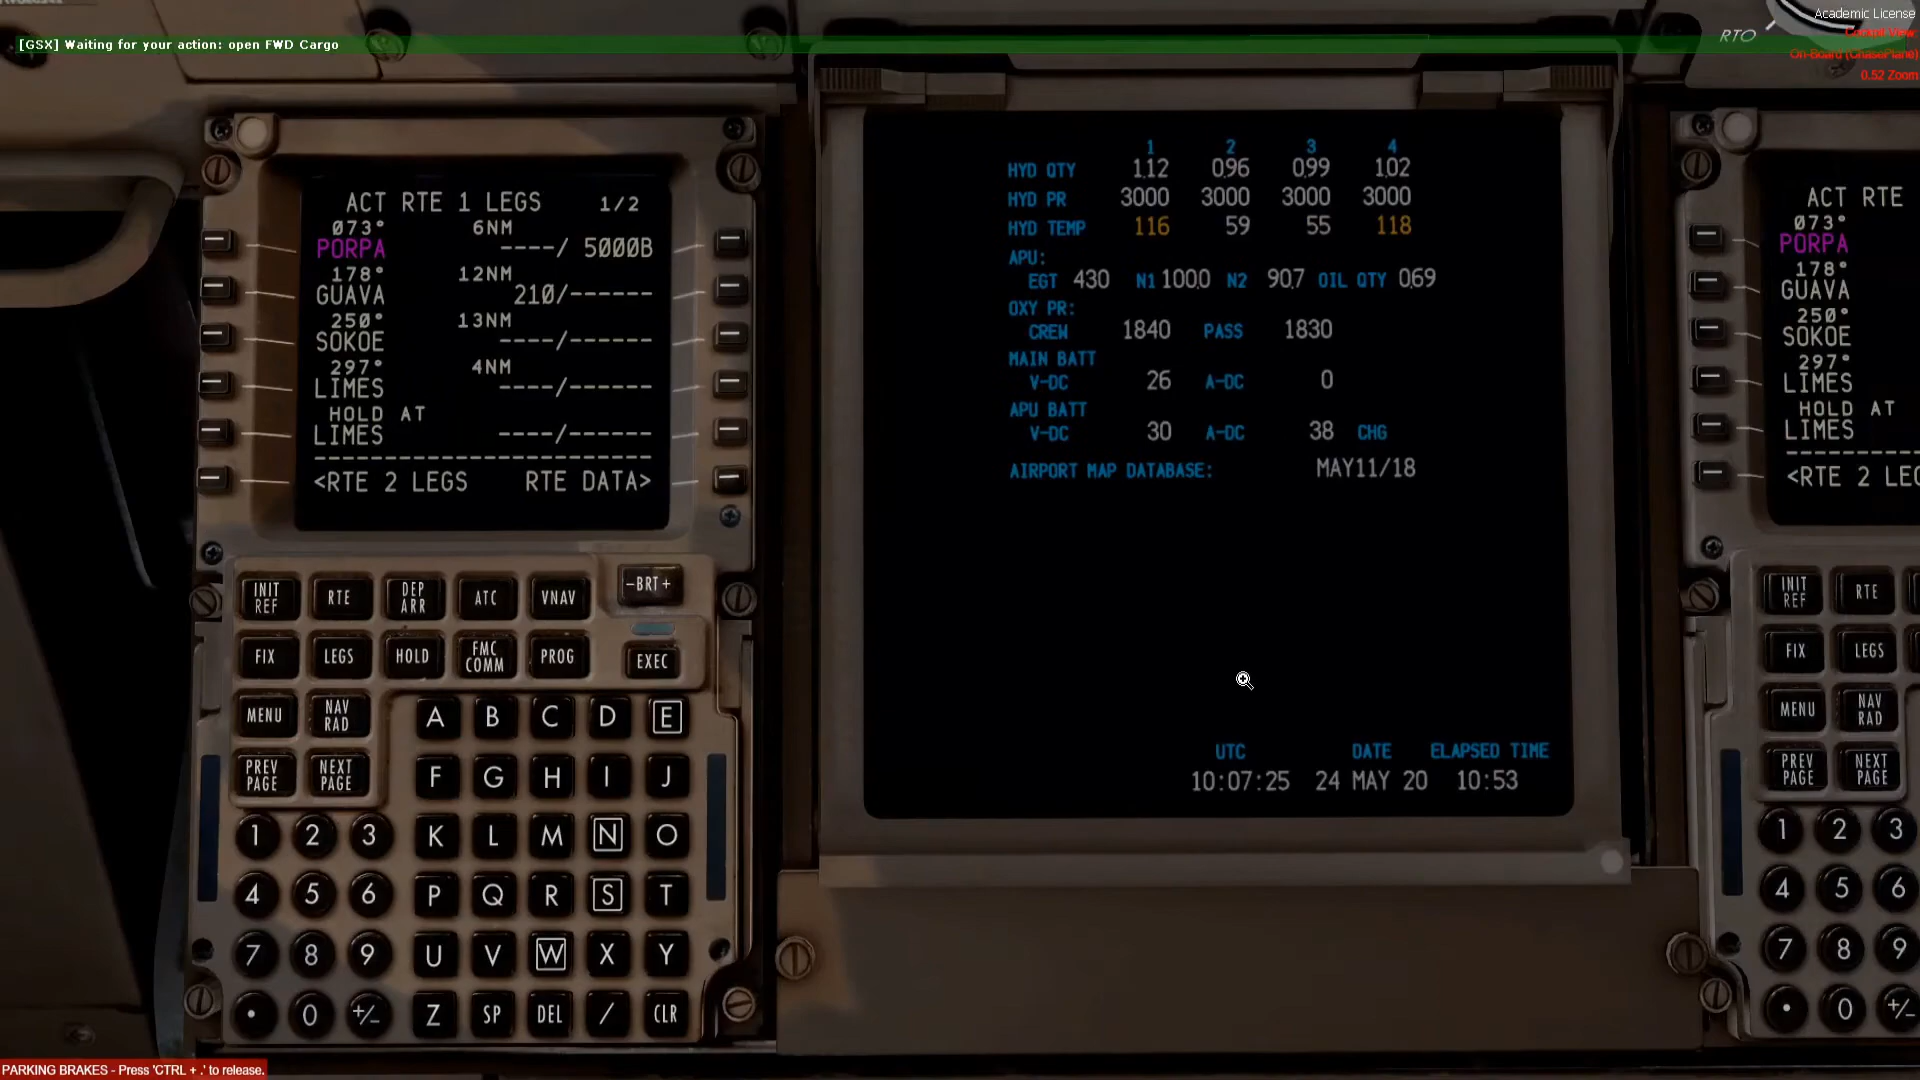 [GSX] Waiting for your action: open FWD Cargo
Academic License
On-Board (ChasePlane)
0.52 Zoom
RTO
ACT RTE 1 LEGS 1/2
073° 6NM
PORPA ----/ 5000B
178° 12NM
GUAVA 210/------
250° 13NM
SOKOE ----/------
297° 4NM
LIMES ----/------
HOLD AT
LIMES ----/------
------------------------
<RTE 2 LEGS RTE DATA>
INIT REF RTE DEP ARR ATC VNAV -BRT+
FIX LEGS HOLD FMC COMM PROG EXEC
MENU NAV RAD
PREV PAGE NEXT PAGE
A B C D E
F G H I J
1 2 3 K L M N O
4 5 6 P Q R S T
7 8 9 U V W X Y
. 0 +/- Z SP DEL / CLR
1 2 3 4
HYD QTY 1.12 0.96 0.99 1.02
HYD PR 3000 3000 3000 3000
HYD TEMP 116 59 55 118
APU:
EGT 430 N1 100.0 N2 90.7 OIL QTY 0.69
OXY PR:
CREW 1840 PASS 1830
MAIN BATT
V-DC 26 A-DC 0
APU BATT
V-DC 30 A-DC 38 CHG
AIRPORT MAP DATABASE: MAY11/18
UTC DATE ELAPSED TIME
10:07:25 24 MAY 20 10:53
ACT RTE
073°
PORPA
178°
GUAVA
250°
SOKOE
297°
LIMES
HOLD AT
LIMES
------
<RTE 2 LEG
INIT REF RTE
FIX LEGS
MENU NAV RAD
PREV PAGE NEXT PAGE
1 2 3
4 5 6
7 8 9
. 0 +/-
PARKING BRAKES - Press 'CTRL + .' to release.